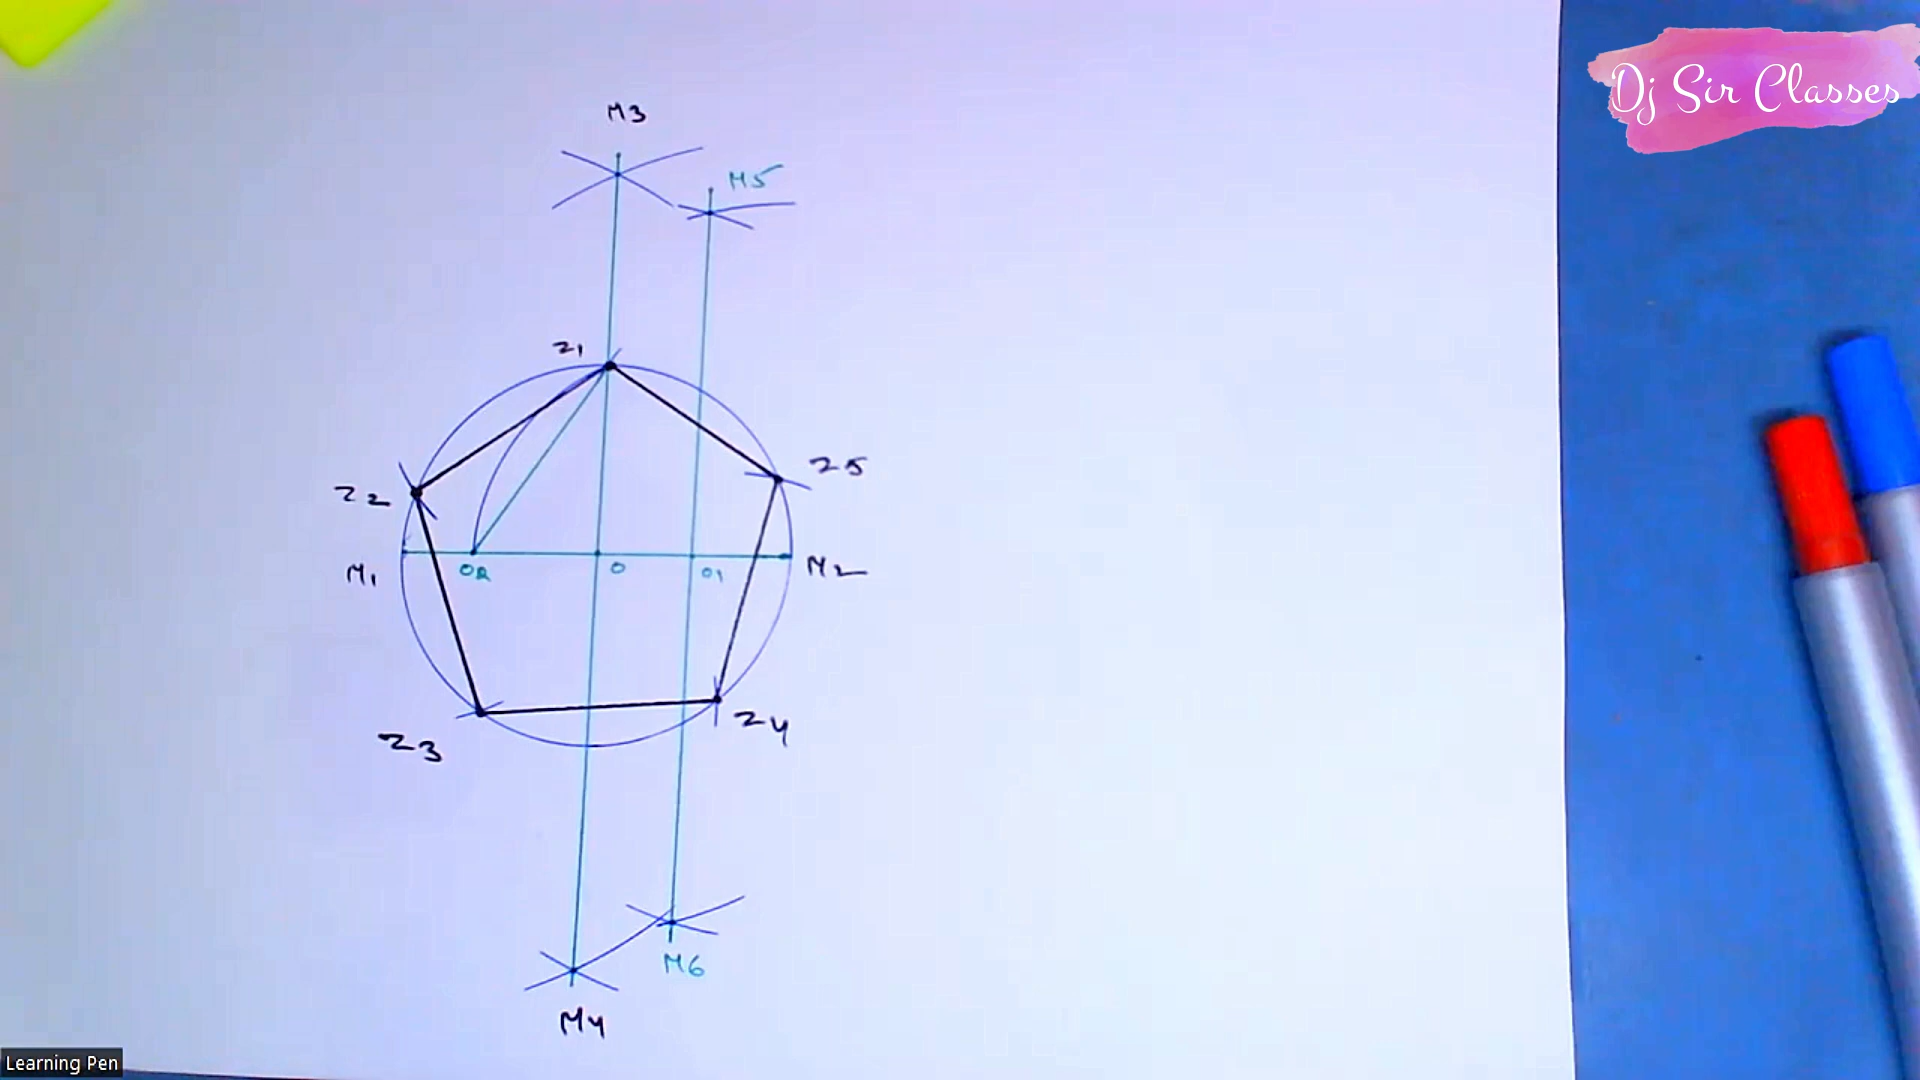 M3
Dj Sir Classes
M5
Z1
Z5
Z2
M1
O2
O
O1
M2
Z3
Z4
M6
M4
Learning Pen